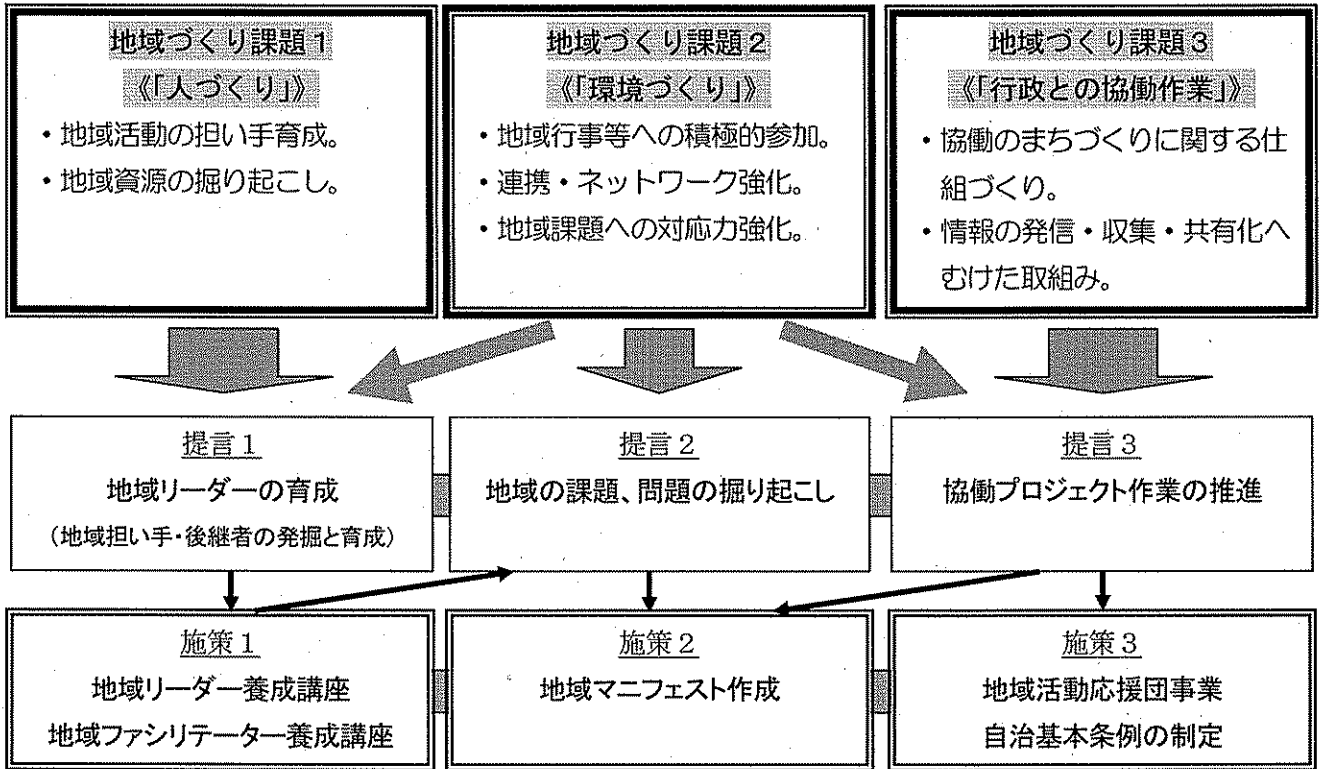 地域づくり課題１
《「人づくり」》
・地域活動の担い手育成。
・地域資源の掘り起こし。
地域づくり課題２
《「環境づくり」》
・地域行事等への積極的参加。
・連携・ネットワーク強化。
・地域課題への対応力強化。
地域づくり課題３
《「行政との協働作業」》
・協働のまちづくりに関する仕
組づくり。
・情報の発信・収集・共有化へ
むけた取組み。
提言１
地域リーダーの育成
（地域担い手・後継者の発掘と育成）
提言２
地域の課題、問題の掘り起こし
提言３
協働プロジェクト作業の推進
施策１
地域リーダー養成講座
地域ファシリテーター養成講座
施策２
地域マニフェスト作成
施策３
地域活動応援団事業
自治基本条例の制定